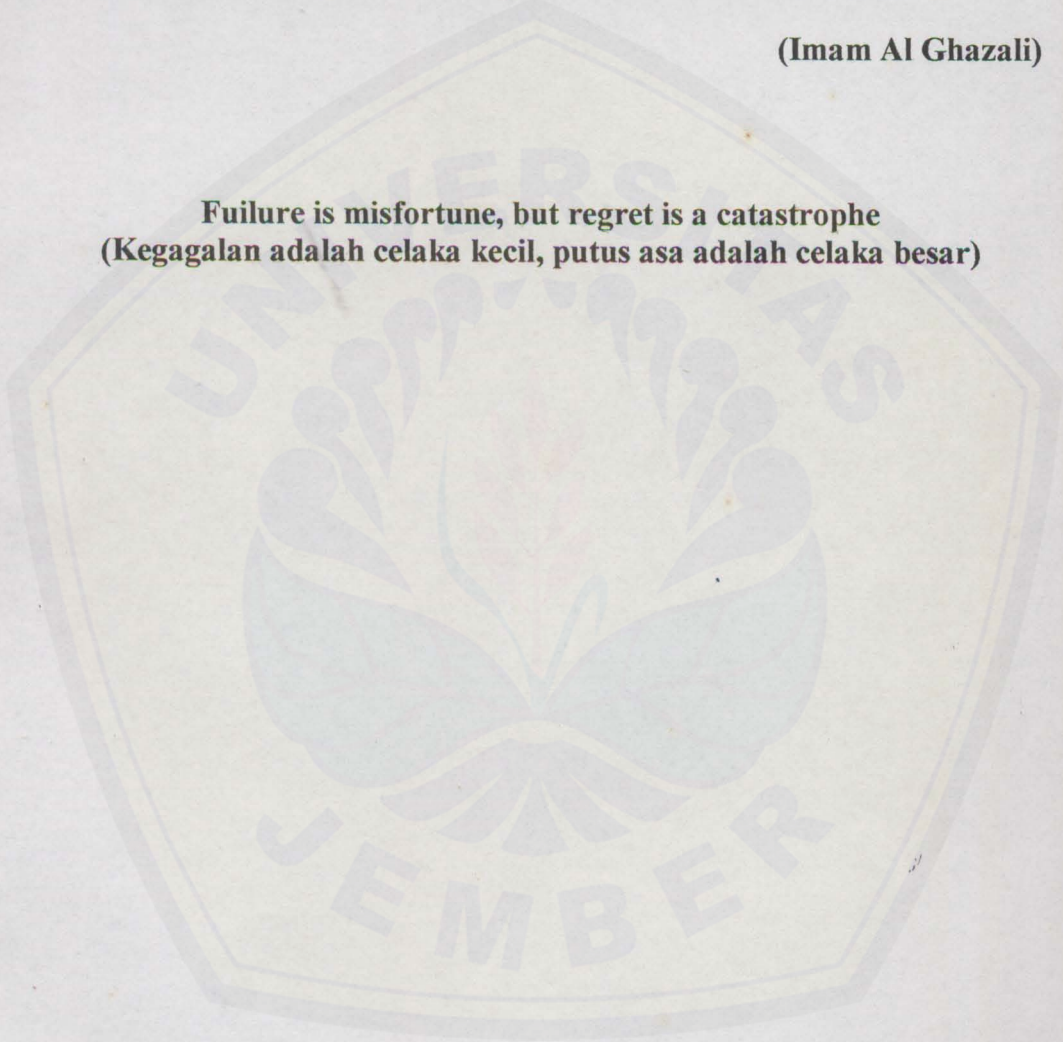 (Imam Al Ghazali)
Fuilure is misfortune, but regret is a catastrophe
(Kegagalan adalah celaka kecil, putus asa adalah celaka besar)
UNIVERSITAS
JEMBER